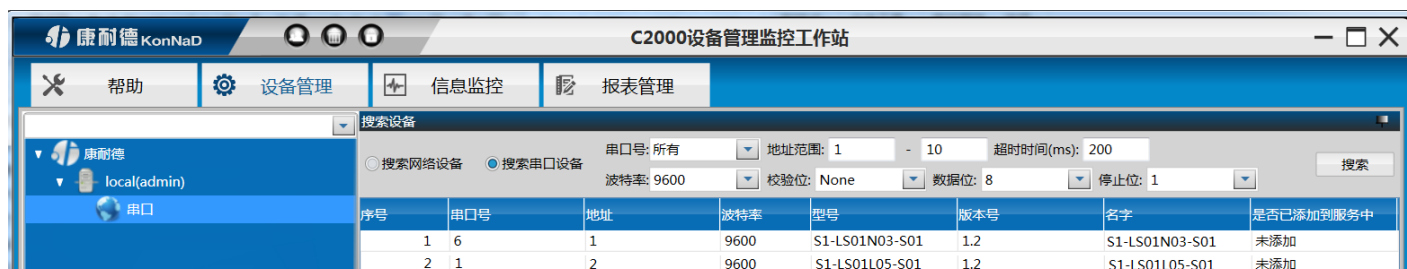 康耐德 KonNaD C2000设备管理监控工作站
帮助 设备管理 信息监控 报表管理
搜索设备
康耐德
local(admin)
串口
搜索网络设备 搜索串口设备
串口号: 所有 地址范围: 1 - 10 超时时间(ms): 200
波特率: 9600 校验位: None 数据位: 8 停止位: 1
搜索
序号 串口号 地址 波特率 型号 版本号 名字 是否已添加到服务中
1 6 1 9600 S1-LS01N03-S01 1.2 S1-LS01N03-S01 未添加
2 1 2 9600 S1-LS01L05-S01 1.2 S1-LS01L05-S01 未添加